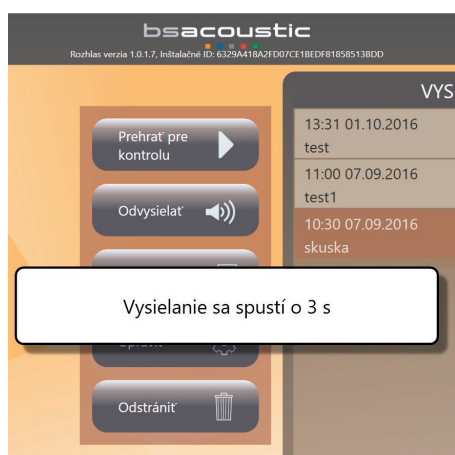 bsacoustic
Rozhlas verzia 1.0.1.7, Inštalačné ID: 6329A418A2FD07CE1BEDF81858513BDD
VYS
Prehrať pre
kontrolu
13:31 01.10.2016
test
11:00 07.09.2016
test1
Odvysielať
10:30 07.09.2016
skuska
Vysielanie sa spustí o 3 s
Odstrániť